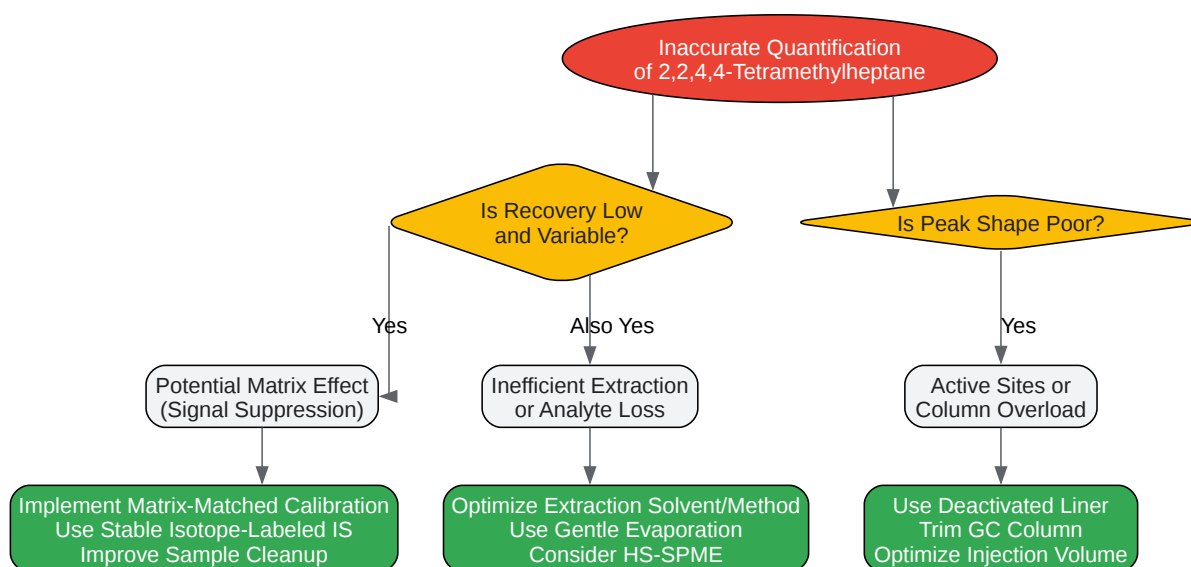 Inaccurate Quantification
of 2,2,4,4-Tetramethylheptane
Is Recovery Low
and Variable?
Is Peak Shape Poor?
Yes
Also Yes
Yes
Potential Matrix Effect
(Signal Suppression)
Inefficient Extraction
or Analyte Loss
Active Sites or
Column Overload
Implement Matrix-Matched Calibration
Use Stable Isotope-Labeled IS
Improve Sample Cleanup
Optimize Extraction Solvent/Method
Use Gentle Evaporation
Consider HS-SPME
Use Deactivated Liner
Trim GC Column
Optimize Injection Volume